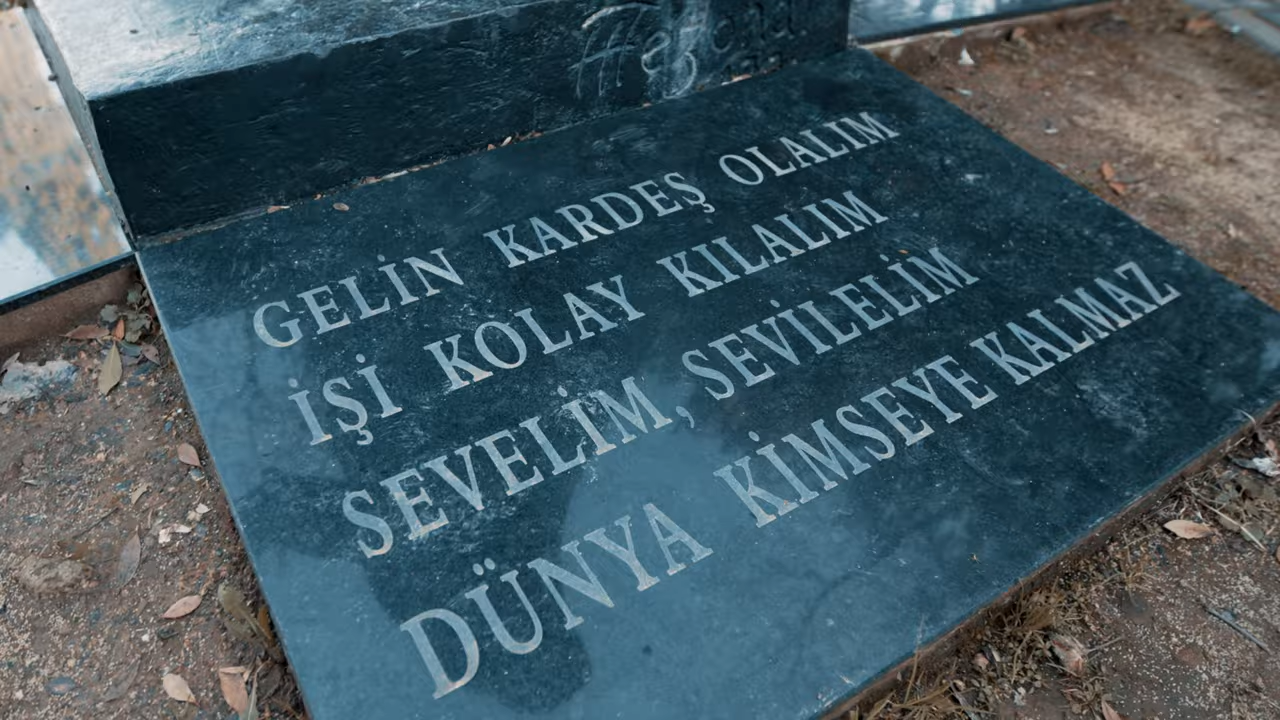 GELİN KARDEŞ OLALIM
İŞİ KOLAY KILALIM
SEVELİM, SEVİLELİM
DÜNYA KİMSEYE KALMAZ